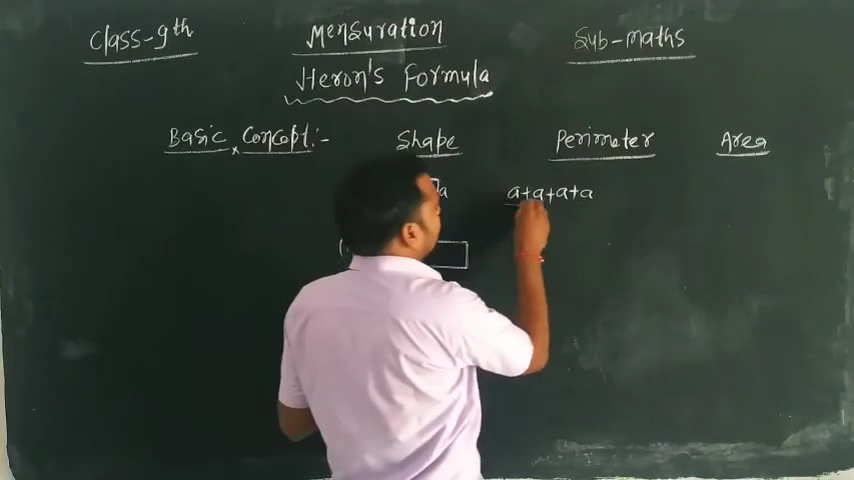 Class-9th Mensuration Sub-maths
Heron's Formula
Basic Concept:- Shape Perimeter Area
a a+a+a+a